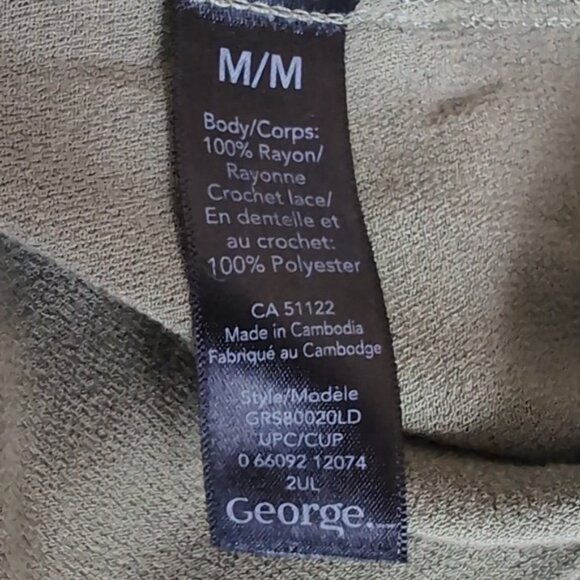 M/M
Body/Corps:
100% Rayon/
Rayonne
Crochet lace/
En dentelle et
au crochet:
100% Polyester
CA 51122
Made in Cambodia
Fabriqué au Cambodge
Style/Modèle
GRS80020LD
UPC/CUP
0 66092 12074
2UL
George.